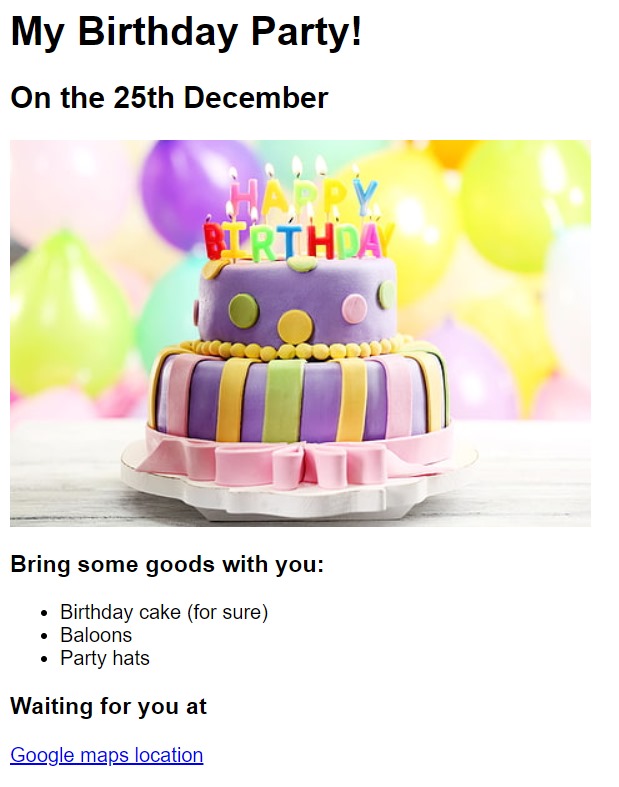 My Birthday Party!
On the 25th December
HAPPY
BIRTHDAY
Bring some goods with you:
Birthday cake (for sure)
Baloons
Party hats
Waiting for you at
Google maps location